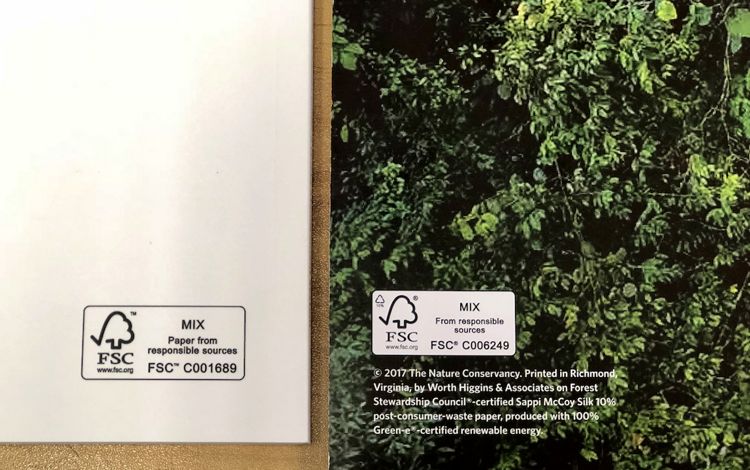 ™
FSC
www.fsc.org
MIX
Paper from
responsible sources
FSC™ C001689
10%
®
FSC
www.fsc.org
MIX
From responsible
sources
FSC® C006249
© 2017 The Nature Conservancy. Printed in Richmond,
Virginia, by Worth Higgins & Associates on Forest
Stewardship Council®-certified Sappi McCoy Silk 10%
post-consumer-waste paper, produced with 100%
Green-e®-certified renewable energy.